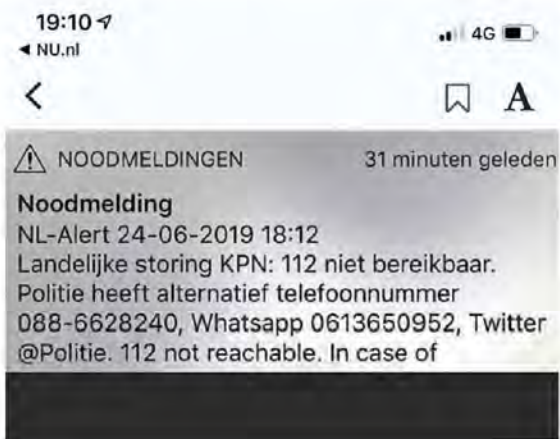 19:10
4G
NU.nl
A
NOODMELDINGEN 31 minuten geleden
Noodmelding
NL-Alert 24-06-2019 18:12
Landelijke storing KPN: 112 niet bereikbaar.
Politie heeft alternatief telefoonnummer
088-6628240, Whatsapp 0613650952, Twitter
@Politie. 112 not reachable. In case of